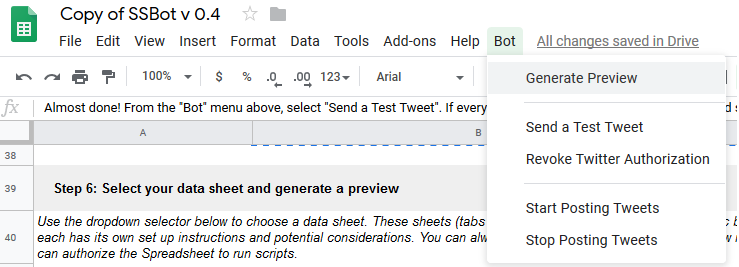 Copy of SSBot v 0.4
File Edit View Insert Format Data Tools Add-ons Help Bot All changes saved in Drive
100% $ % .0 .00 123 Arial
Generate Preview
fx Almost done! From the "Bot" menu above, select "Send a Test Tweet". If every
A B
Send a Test Tweet
38
Revoke Twitter Authorization
39 Step 6: Select your data sheet and generate a preview
Start Posting Tweets
Use the dropdown selector below to choose a data sheet. These sheets (tabs
40 each has its own set up instructions and potential considerations. You can alw
Stop Posting Tweets
can authorize the Spreadsheet to run scripts.